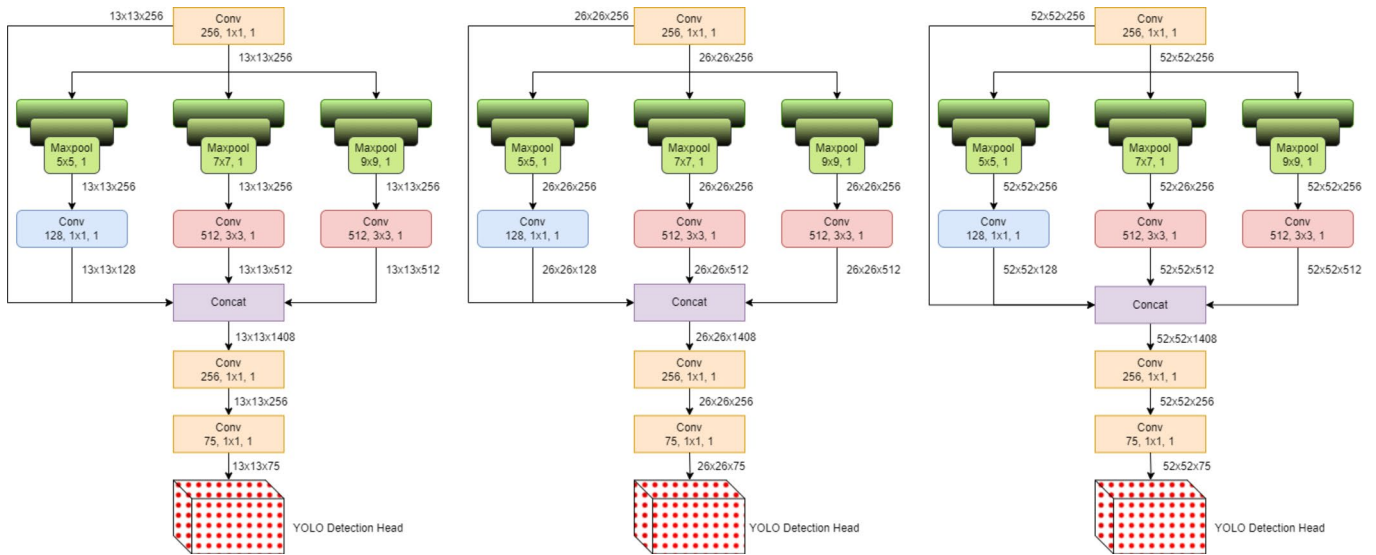 13x13x256
Conv
256, 1x1, 1
13x13x256
Maxpool
5x5, 1
Maxpool
7x7, 1
Maxpool
9x9, 1
13x13x256
13x13x256
13x13x256
Conv
128, 1x1, 1
Conv
512, 3x3, 1
Conv
512, 3x3, 1
13x13x128
13x13x512
13x13x512
Concat
13x13x1408
Conv
256, 1x1, 1
13x13x256
Conv
75, 1x1, 1
13x13x75
YOLO Detection Head
26x26x256
Conv
256, 1x1, 1
26x26x256
Maxpool
5x5, 1
Maxpool
7x7, 1
Maxpool
9x9, 1
26x26x256
26x26x256
26x26x256
Conv
128, 1x1, 1
Conv
512, 3x3, 1
Conv
512, 3x3, 1
26x26x128
26x26x512
26x26x512
Concat
26x26x1408
Conv
256, 1x1, 1
26x26x256
Conv
75, 1x1, 1
26x26x75
YOLO Detection Head
52x52x256
Conv
256, 1x1, 1
52x52x256
Maxpool
5x5, 1
Maxpool
7x7, 1
Maxpool
9x9, 1
52x52x256
52x26x256
52x52x256
Conv
128, 1x1, 1
Conv
512, 3x3, 1
Conv
512, 3x3, 1
52x52x128
52x52x512
52x52x512
Concat
52x52x1408
Conv
256, 1x1, 1
52x52x256
Conv
75, 1x1, 1
52x52x75
YOLO Detection Head